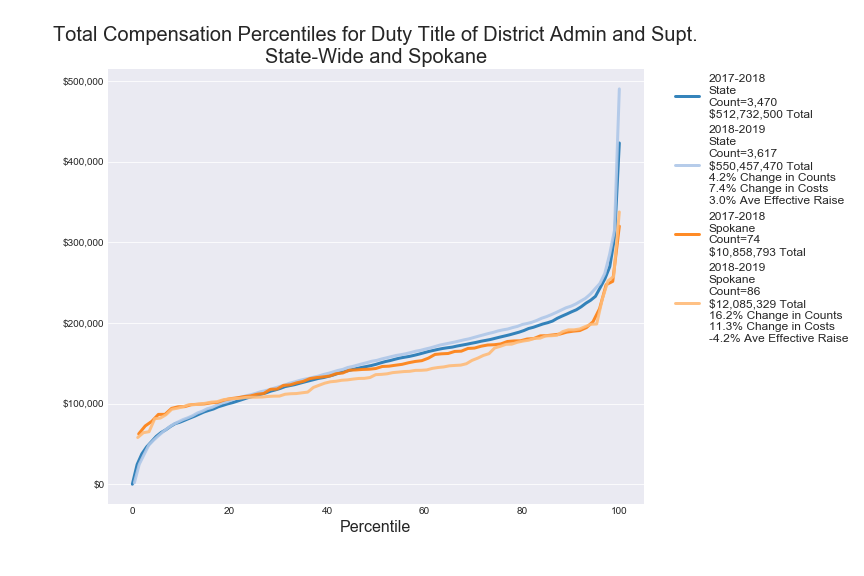 Total Compensation Percentiles for Duty Title of District Admin and Supt.
State-Wide and Spokane
$500,000
$400,000
$300,000
$200,000
$100,000
$0
0
20
40
60
80
100
Percentile
2017-2018
State
Count=3,470
$512,732,500 Total
2018-2019
State
Count=3,617
$550,457,470 Total
4.2% Change in Counts
7.4% Change in Costs
3.0% Ave Effective Raise
2017-2018
Spokane
Count=74
$10,858,793 Total
2018-2019
Spokane
Count=86
$12,085,329 Total
16.2% Change in Counts
11.3% Change in Costs
-4.2% Ave Effective Raise